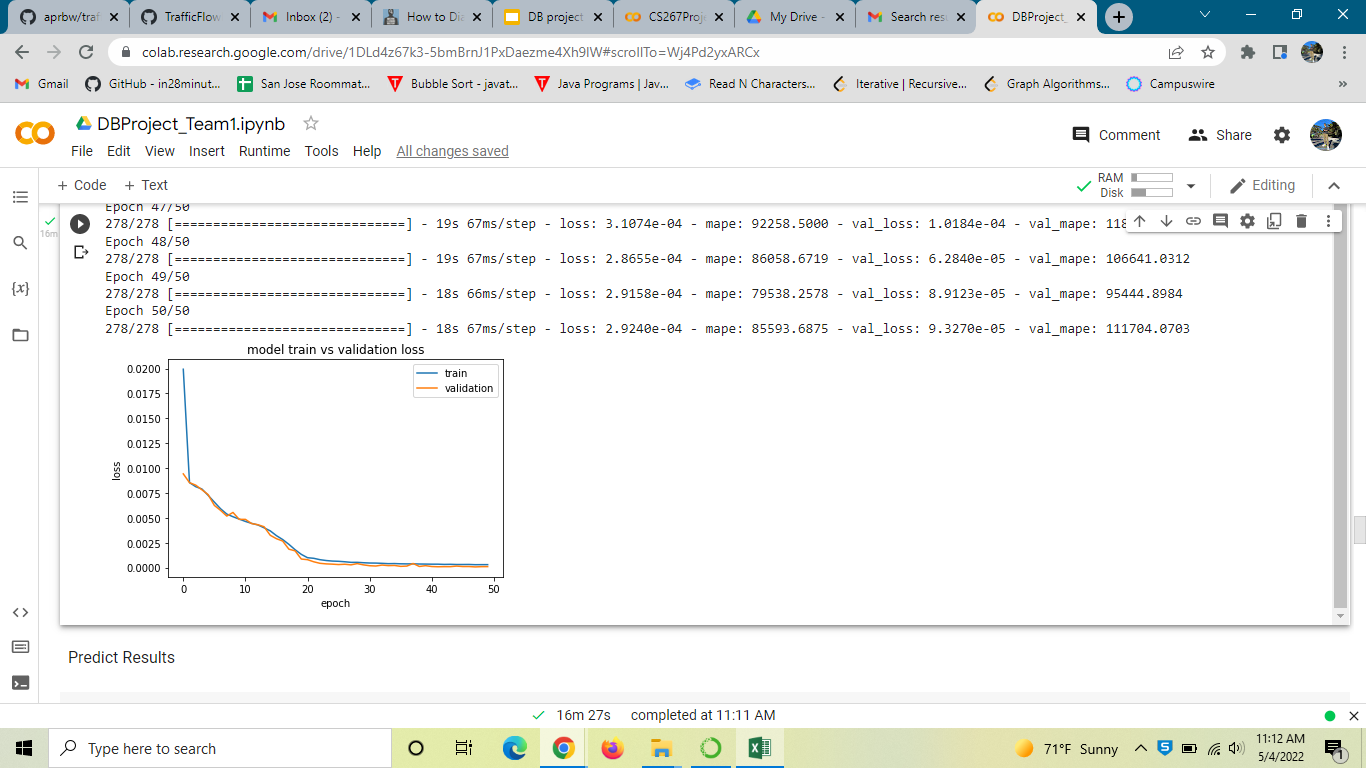 aprbw/traf
TrafficFlow
Inbox (2) -
How to Dia
DB project
CS267Proj
My Drive -
Search resu
DBProject_
colab.research.google.com/drive/1DLd4z67k3-5bmBrnJ1PxDaezme4Xh9lW#scrollTo=Wj4Pd2yxARCx
Gmail
GitHub - in28minut...
San Jose Roommat...
Bubble Sort - javat...
Java Programs | Jav...
Read N Characters...
Iterative | Recursive...
Graph Algorithms...
Campuswire
»
DBProject_Team1.ipynb
Comment
Share
File Edit View Insert Runtime Tools Help All changes saved
+ Code + Text
RAM
Disk
Editing
16m
Epoch 47/50
278/278 [==============================] - 19s 67ms/step - loss: 3.1074e-04 - mape: 92258.5000 - val_loss: 1.0184e-04 - val_mape: 118
Epoch 48/50
278/278 [==============================] - 19s 67ms/step - loss: 2.8655e-04 - mape: 86058.6719 - val_loss: 6.2840e-05 - val_mape: 106641.0312
Epoch 49/50
278/278 [==============================] - 18s 66ms/step - loss: 2.9158e-04 - mape: 79538.2578 - val_loss: 8.9123e-05 - val_mape: 95444.8984
Epoch 50/50
278/278 [==============================] - 18s 67ms/step - loss: 2.9240e-04 - mape: 85593.6875 - val_loss: 9.3270e-05 - val_mape: 111704.0703
{x}
model train vs validation loss
train
validation
0.0200
0.0175
0.0150
0.0125
0.0100
0.0075
0.0050
0.0025
0.0000
loss
0 10 20 30 40 50
epoch
Predict Results
16m 27s completed at 11:11 AM
Type here to search
71°F Sunny
11:12 AM
5/4/2022
1